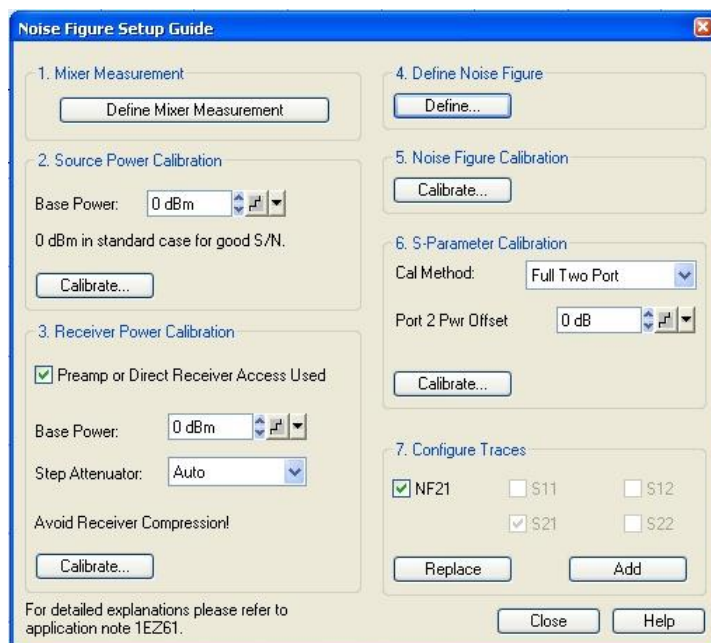 Noise Figure Setup Guide
1. Mixer Measurement
Define Mixer Measurement
2. Source Power Calibration
Base Power:
0 dBm
0 dBm in standard case for good S/N.
Calibrate...
3. Receiver Power Calibration
Preamp or Direct Receiver Access Used
Base Power:
0 dBm
Step Attenuator:
Auto
Avoid Receiver Compression!
Calibrate...
For detailed explanations please refer to
application note 1EZ61.
4. Define Noise Figure
Define...
5. Noise Figure Calibration
Calibrate...
6. S-Parameter Calibration
Cal Method:
Full Two Port
Port 2 Pwr Offset
0 dB
Calibrate...
7. Configure Traces
NF21
S11
S12
S21
S22
Replace
Add
Close
Help